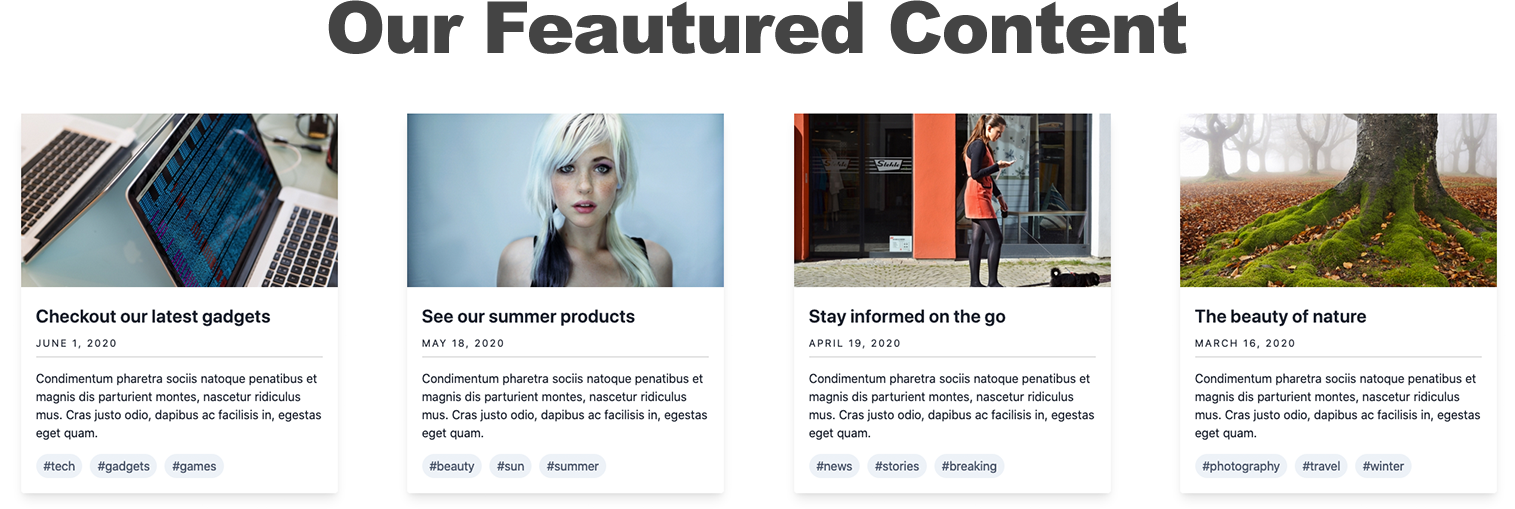 Our Feautured Content
Checkout our latest gadgets
JUNE 1, 2020
Condimentum pharetra sociis natoque penatibus et
magnis dis parturient montes, nascetur ridiculus
mus. Cras justo odio, dapibus ac facilisis in, egestas
eget quam.
#tech #gadgets #games
See our summer products
MAY 18, 2020
Condimentum pharetra sociis natoque penatibus et
magnis dis parturient montes, nascetur ridiculus
mus. Cras justo odio, dapibus ac facilisis in, egestas
eget quam.
#beauty #sun #summer
Stay informed on the go
APRIL 19, 2020
Condimentum pharetra sociis natoque penatibus et
magnis dis parturient montes, nascetur ridiculus
mus. Cras justo odio, dapibus ac facilisis in, egestas
eget quam.
#news #stories #breaking
The beauty of nature
MARCH 16, 2020
Condimentum pharetra sociis natoque penatibus et
magnis dis parturient montes, nascetur ridiculus
mus. Cras justo odio, dapibus ac facilisis in, egestas
eget quam.
#photography #travel #winter